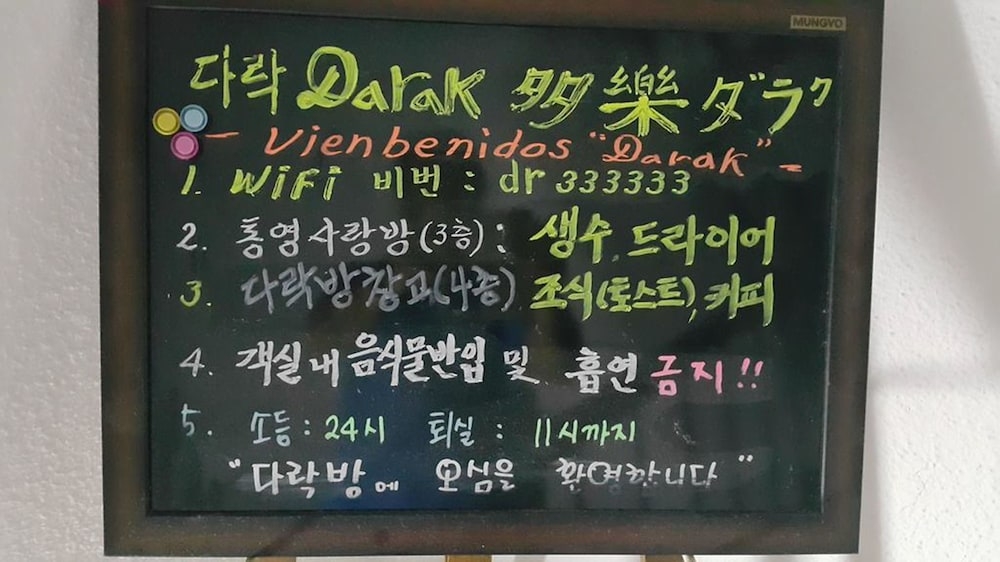 MUNGYO
다락 Darak 多樂 ダラク
- Vienbenidos "Darak" -
1. WiFi 비번 : dr 333333
2. 통영사랑방(3층) : 생수, 드라이어
3. 다락방창고(4층) 조식(토스트), 커피
4. 객실내 음식물반입 및 흡연 금지!!
5. 소등 : 24시 퇴실 : 11시까지
"다락방에 오심을 환영합니다"